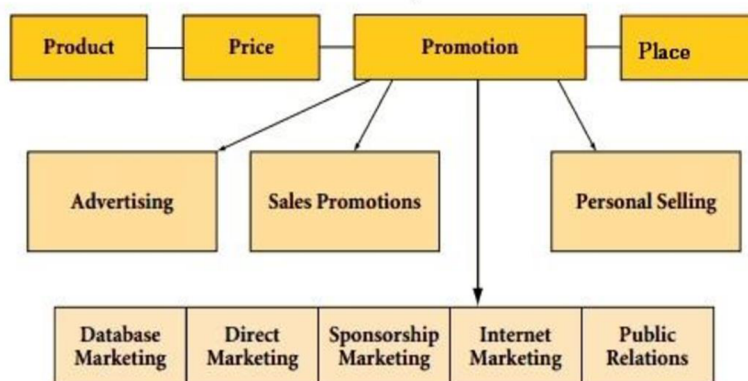 Product
Price
Promotion
Place
Advertising
Sales Promotions
Personal Selling
Database
Marketing
Direct
Marketing
Sponsorship
Marketing
Internet
Marketing
Public
Relations